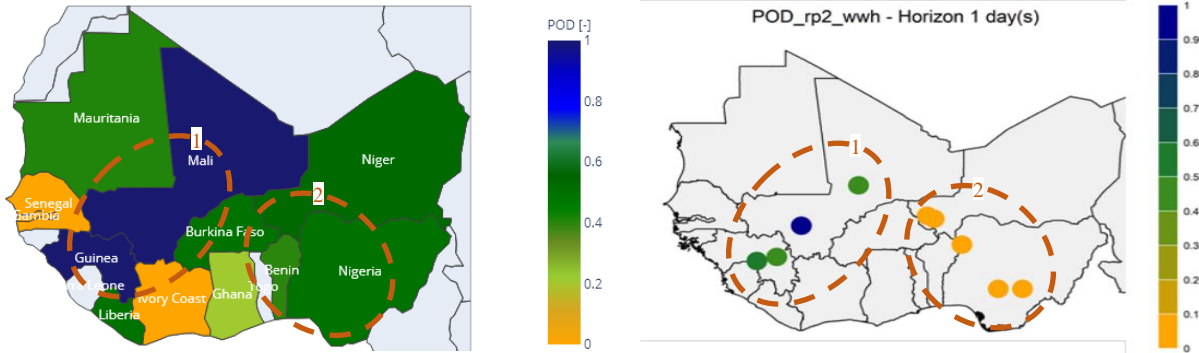 POD [-]
1
0.8
0.6
0.4
0.2
0
Mauritania
1
Mali
Niger
Senegal
Gambia
2
Burkina Faso
Guinea
Benin
Nigeria
rra Leone
Ivory Coast
Ghana
Togo
Liberia
POD_rp2_wwh - Horizon 1 day(s)
1
2
1
0.9
0.8
0.7
0.6
0.5
0.4
0.3
0.2
0.1
0